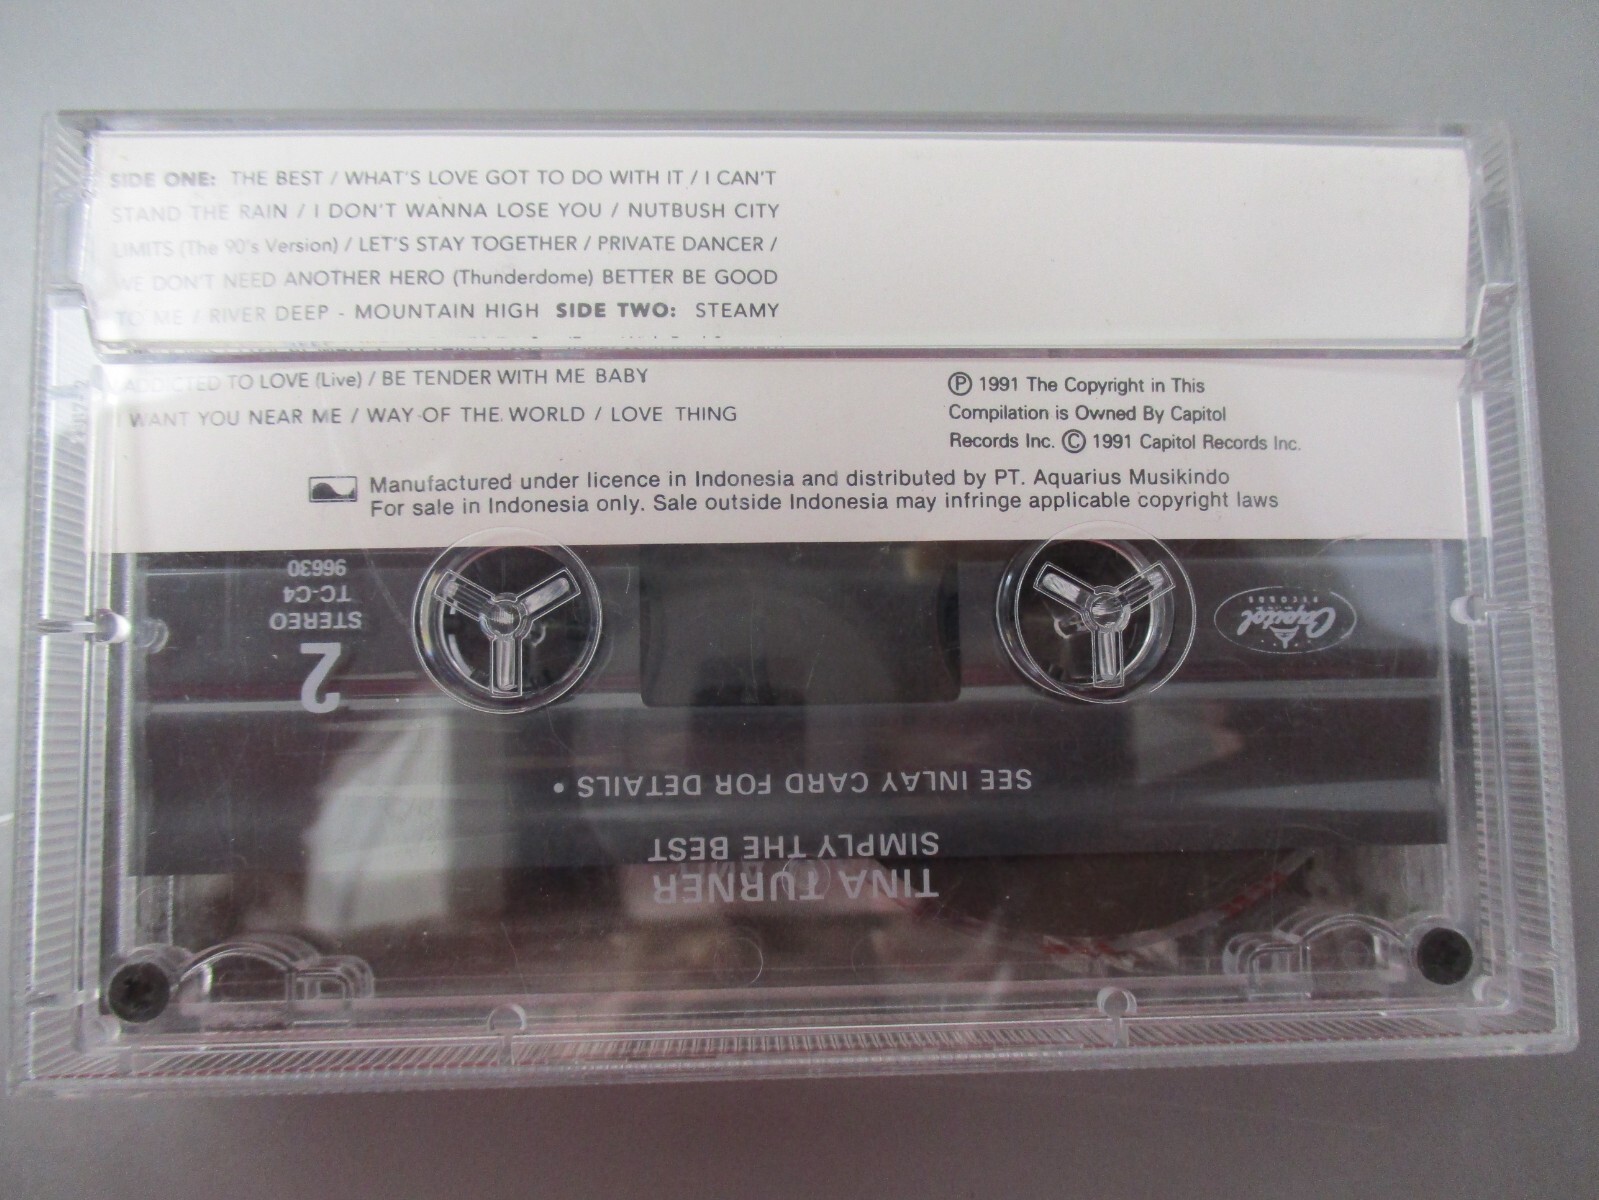 SIDE ONE: THE BEST / WHAT'S LOVE GOT TO DO WITH IT / I CAN'T
STAND THE RAIN / I DON'T WANNA LOSE YOU / NUTBUSH CITY
LIMITS (The 90's Version) / LET'S STAY TOGETHER / PRIVATE DANCER /
WE DON'T NEED ANOTHER HERO (Thunderdome) BETTER BE GOOD
TO ME / RIVER DEEP - MOUNTAIN HIGH SIDE TWO: STEAMY
ADDICTED TO LOVE (Live) / BE TENDER WITH ME BABY
I WANT YOU NEAR ME / WAY OF THE WORLD / LOVE THING
Ⓟ 1991 The Copyright in This
Compilation is Owned By Capitol
Records Inc. © 1991 Capitol Records Inc.
Manufactured under licence in Indonesia and distributed by PT. Aquarius Musikindo
For sale in Indonesia only. Sale outside Indonesia may infringe applicable copyright laws
TINA TURNER
SIMPLY THE BEST
SEE INLAY CARD FOR DETAILS •
2
STEREO
TC-C4
96630
Capitol
RECORDS